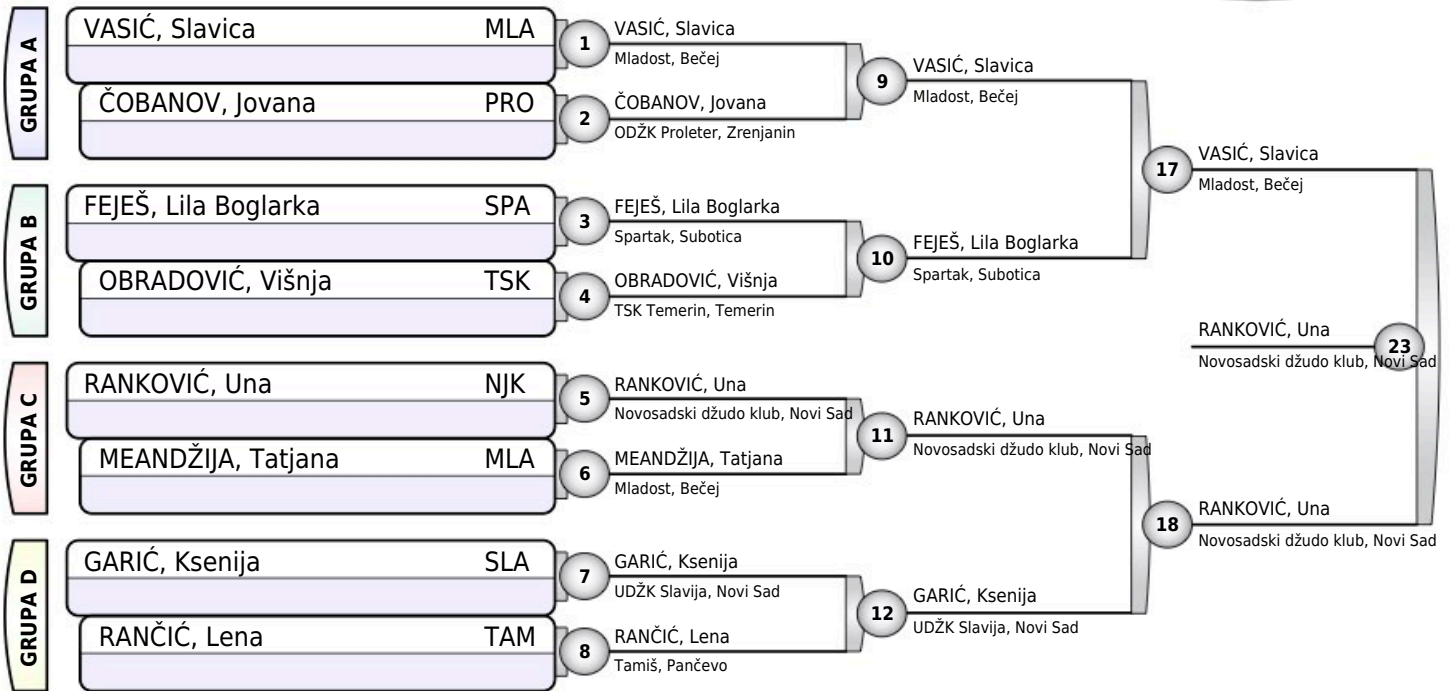 GRUPA A
VASIĆ, Slavica MLA
ČOBANOV, Jovana PRO
GRUPA B
FEJEŠ, Lila Boglarka SPA
OBRADOVIĆ, Višnja TSK
GRUPA C
RANKOVIĆ, Una NJK
MEANDŽIJA, Tatjana MLA
GRUPA D
GARIĆ, Ksenija SLA
RANČIĆ, Lena TAM
1
VASIĆ, Slavica
Mladost, Bečej
2
ČOBANOV, Jovana
ODŽK Proleter, Zrenjanin
3
FEJEŠ, Lila Boglarka
Spartak, Subotica
4
OBRADOVIĆ, Višnja
TSK Temerin, Temerin
5
RANKOVIĆ, Una
Novosadski džudo klub, Novi Sad
6
MEANDŽIJA, Tatjana
Mladost, Bečej
7
GARIĆ, Ksenija
UDŽK Slavija, Novi Sad
8
RANČIĆ, Lena
Tamiš, Pančevo
9
VASIĆ, Slavica
Mladost, Bečej
10
FEJEŠ, Lila Boglarka
Spartak, Subotica
11
RANKOVIĆ, Una
Novosadski džudo klub, Novi Sad
12
GARIĆ, Ksenija
UDŽK Slavija, Novi Sad
17
VASIĆ, Slavica
Mladost, Bečej
18
RANKOVIĆ, Una
Novosadski džudo klub, Novi Sad
23
RANKOVIĆ, Una
Novosadski džudo klub, Novi Sad